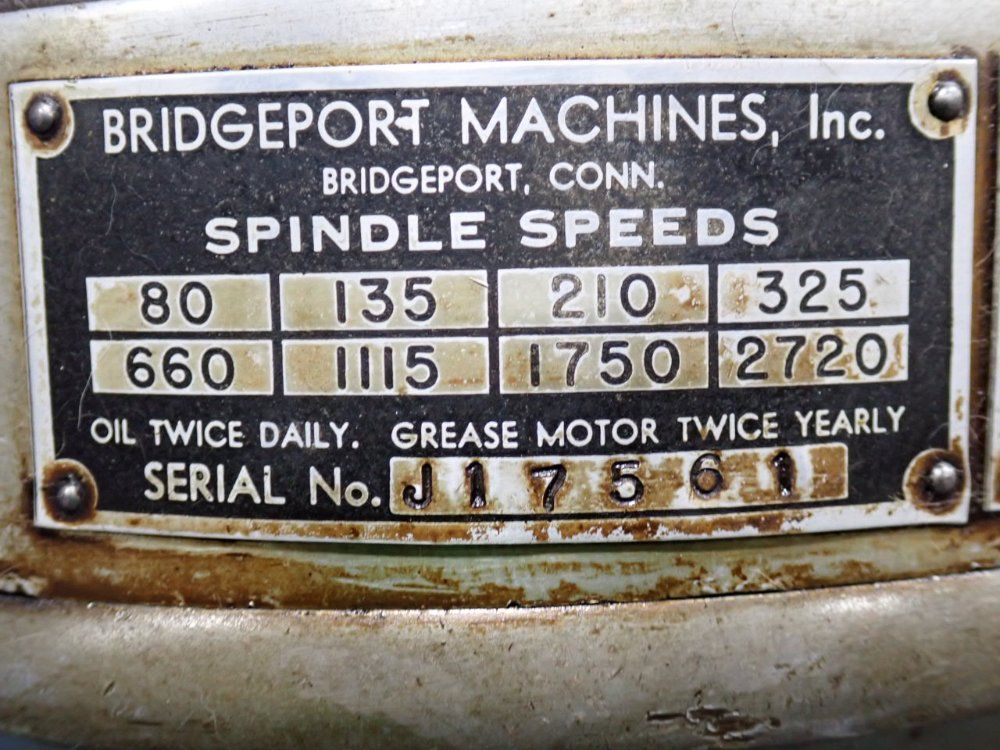 BRIDGEPORT MACHINES, Inc.
BRIDGEPORT, CONN.
SPINDLE SPEEDS
80 135 210 325
660 1115 1750 2720
OIL TWICE DAILY. GREASE MOTOR TWICE YEARLY
SERIAL No. J17561